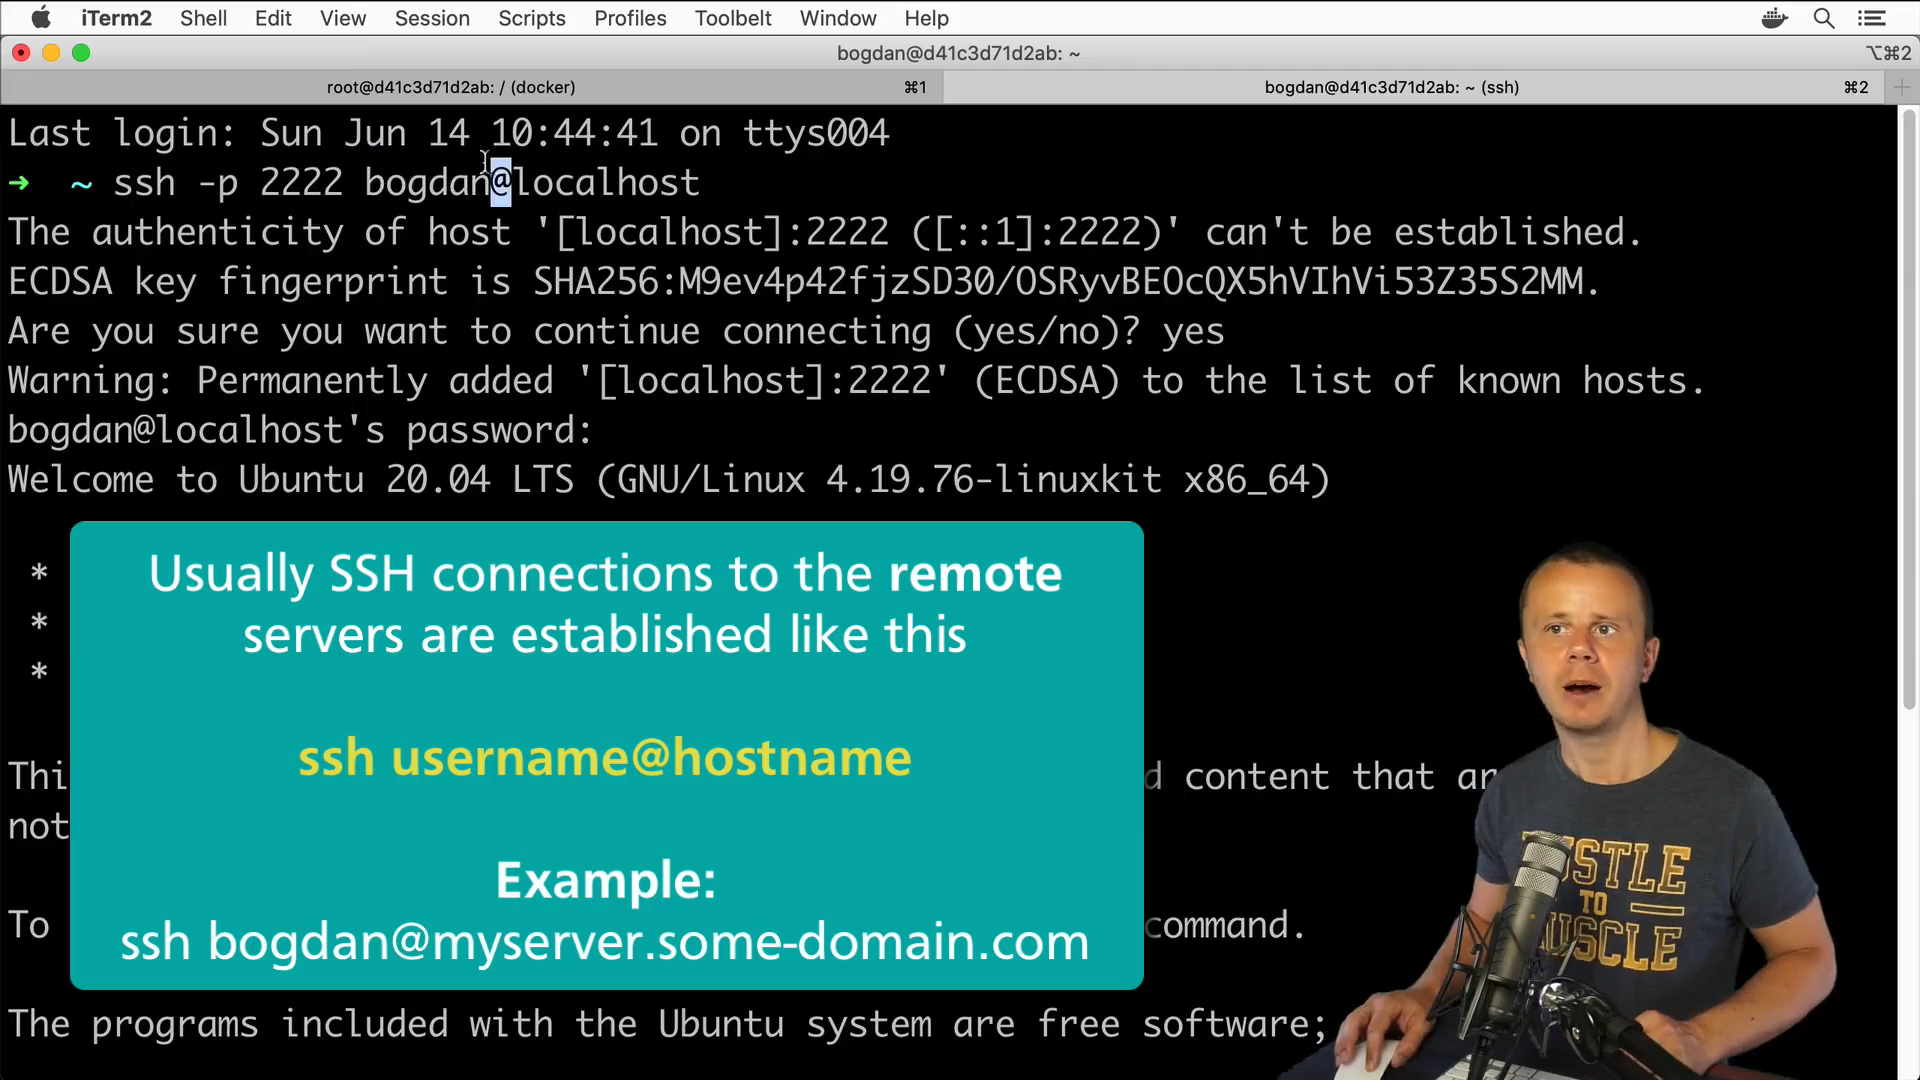 iTerm2 Shell Edit View Session Scripts Profiles Toolbelt Window Help
bogdan@d41c3d71d2ab: ~ ⌥⌘2
root@d41c3d71d2ab: / (docker) ⌘1 bogdan@d41c3d71d2ab: ~ (ssh) ⌘2
Last login: Sun Jun 14 10:44:41 on ttys004
➜ ~ ssh -p 2222 bogdan@localhost
The authenticity of host '[localhost]:2222 ([::1]:2222)' can't be established.
ECDSA key fingerprint is SHA256:M9ev4p42fjzSD30/OSRyvBEOcQX5hVIhVi53Z35S2MM.
Are you sure you want to continue connecting (yes/no)? yes
Warning: Permanently added '[localhost]:2222' (ECDSA) to the list of known hosts.
bogdan@localhost's password:
Welcome to Ubuntu 20.04 LTS (GNU/Linux 4.19.76-linuxkit x86_64)
*
*
*
Usually SSH connections to the remote
servers are established like this
ssh username@hostname
Example:
ssh bogdan@myserver.some-domain.com
Thi d content that ar
not
To command.
The programs included with the Ubuntu system are free software;
USTLE
TO
USCLE